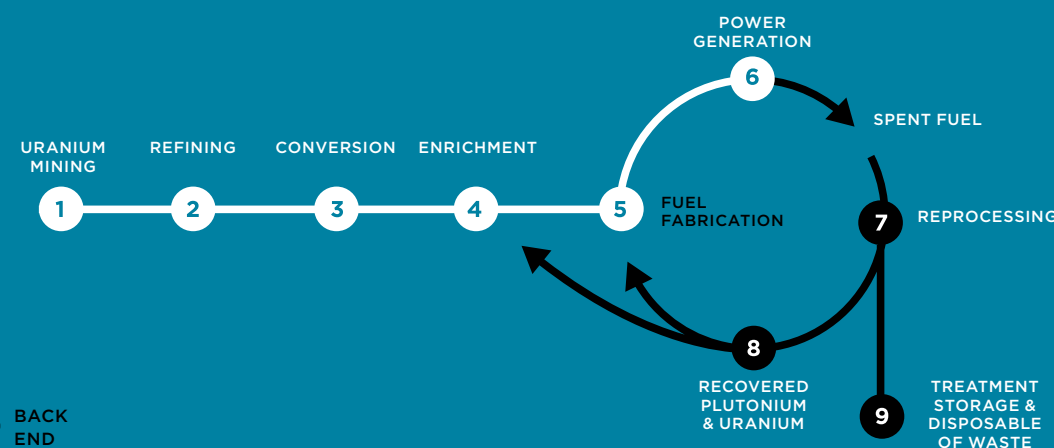 POWER
GENERATION
6
SPENT FUEL
URANIUM
MINING
REFINING
CONVERSION
ENRICHMENT
1
2
3
4
5
FUEL
FABRICATION
7
REPROCESSING
8
RECOVERED
PLUTONIUM
& URANIUM
9
TREATMENT
STORAGE &
DISPOSABLE
OF WASTE
BACK
END